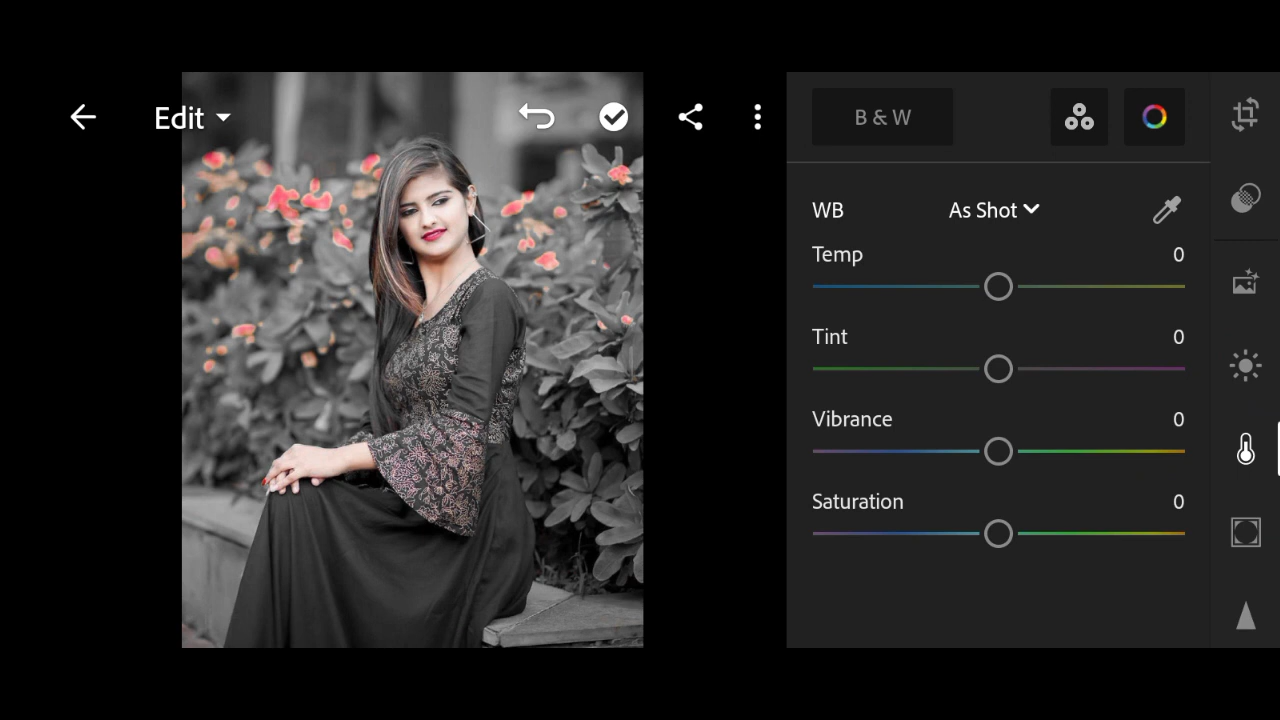 Edit
B & W
WB As Shot
Temp 0
Tint 0
Vibrance 0
Saturation 0